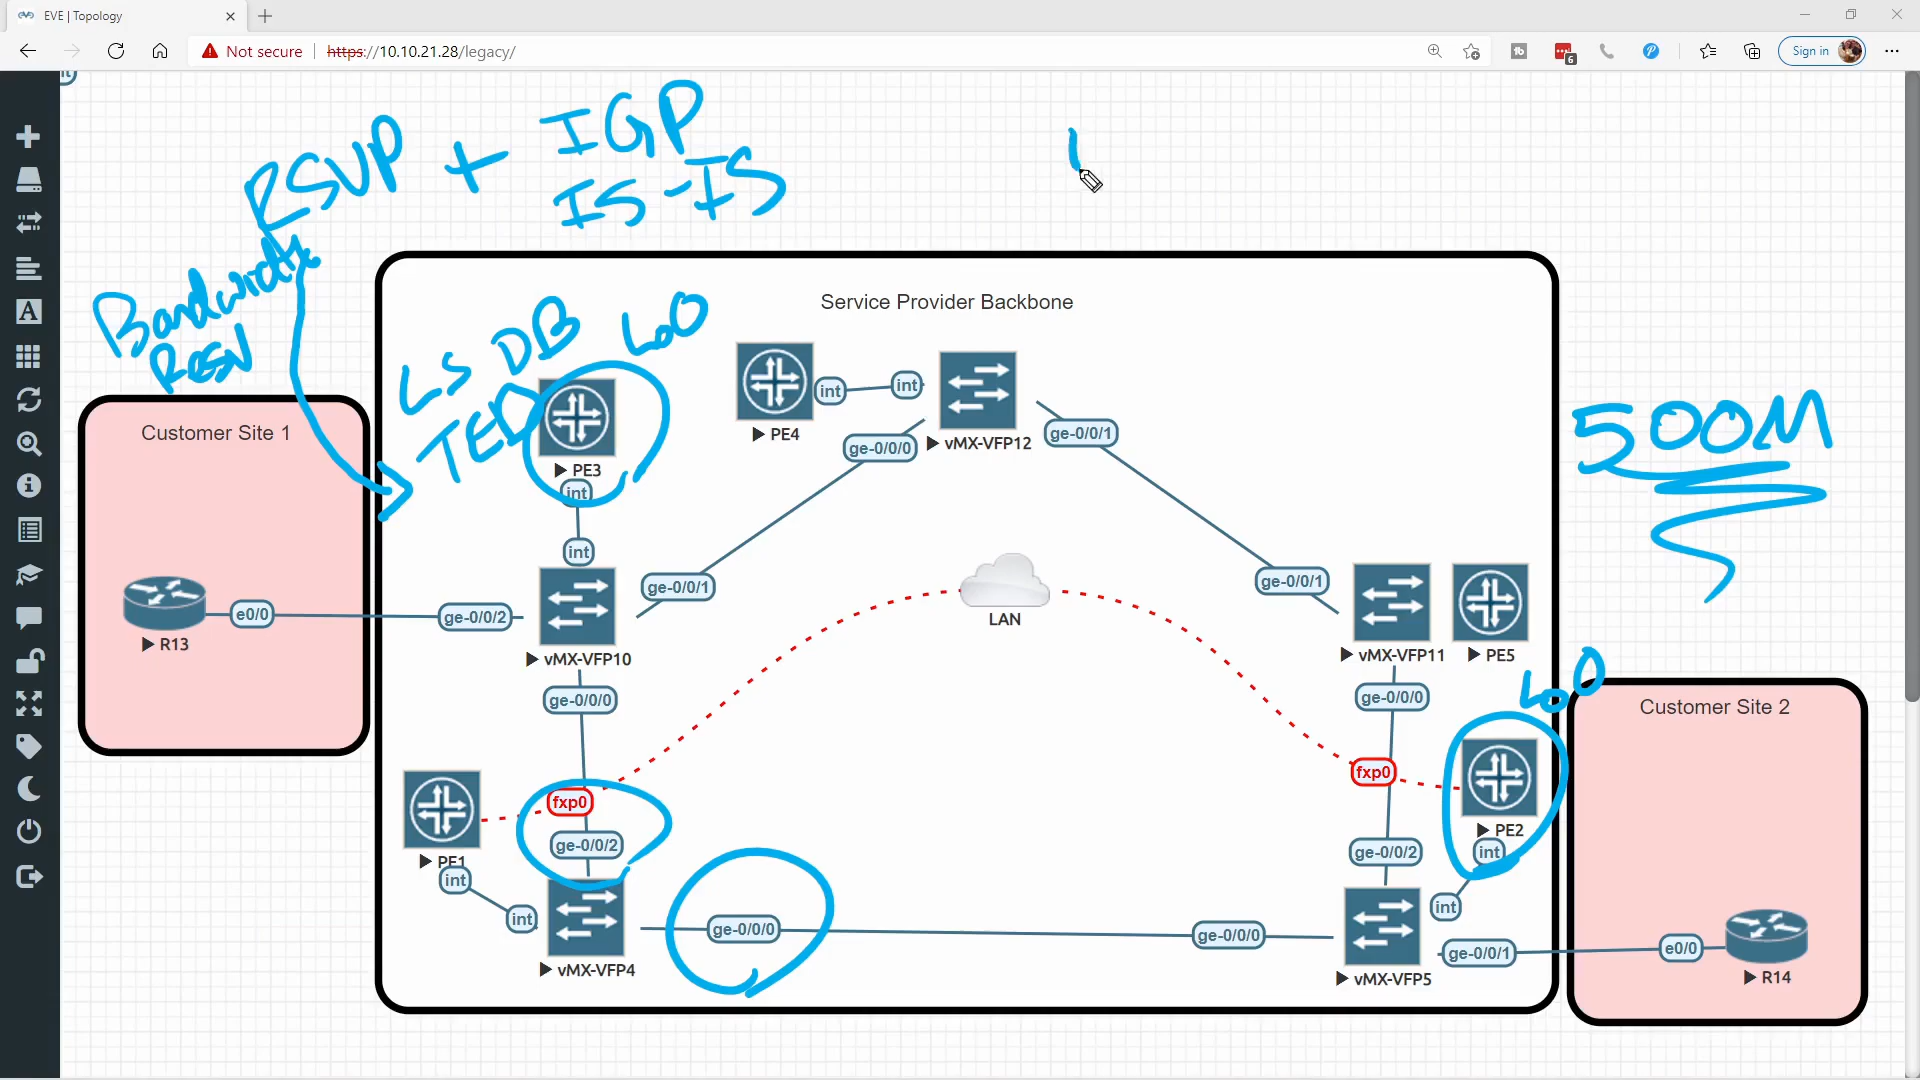 EVE | Topology
Not secure
https://10.10.21.28/legacy/
6
Sign in
RSVP + IGP
IS-IS
Bandwidth
RESV
Service Provider Backbone
LS DB
TED
Lo0
PE3
int
int
PE4
int
int
vMX-VFP12
ge-0/0/0
ge-0/0/1
500M
Customer Site 1
R13
e0/0
ge-0/0/2
vMX-VFP10
ge-0/0/1
ge-0/0/0
LAN
ge-0/0/1
vMX-VFP11
PE5
ge-0/0/0
Lo0
Customer Site 2
fxp0
fxp0
PE2
int
ge-0/0/2
ge-0/0/2
PE1
int
int
int
ge-0/0/0
ge-0/0/0
ge-0/0/1
e0/0
vMX-VFP4
vMX-VFP5
R14